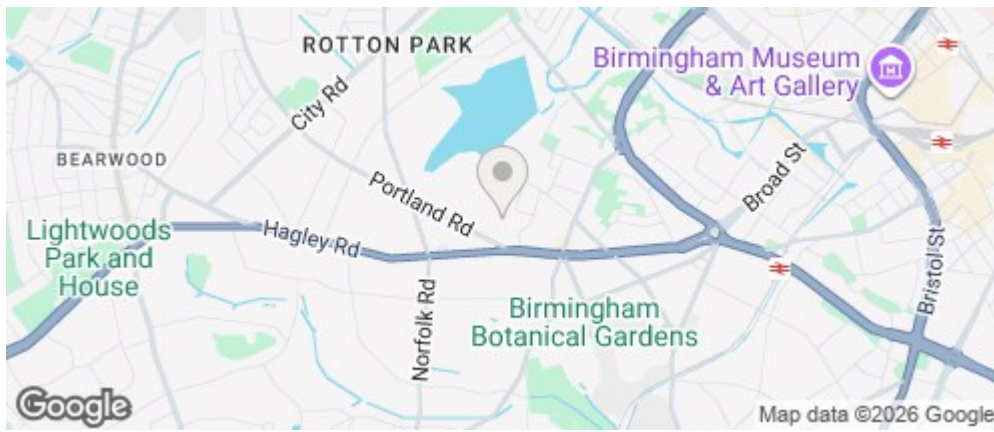 ROTTON PARK
Birmingham Museum
& Art Gallery
City Rd
BEARWOOD
Broad St
Portland Rd
Lightwoods
Park and
House
Hagley Rd
Bristol St
Norfolk Rd
Birmingham
Botanical Gardens
Google
Map data ©2026 Google